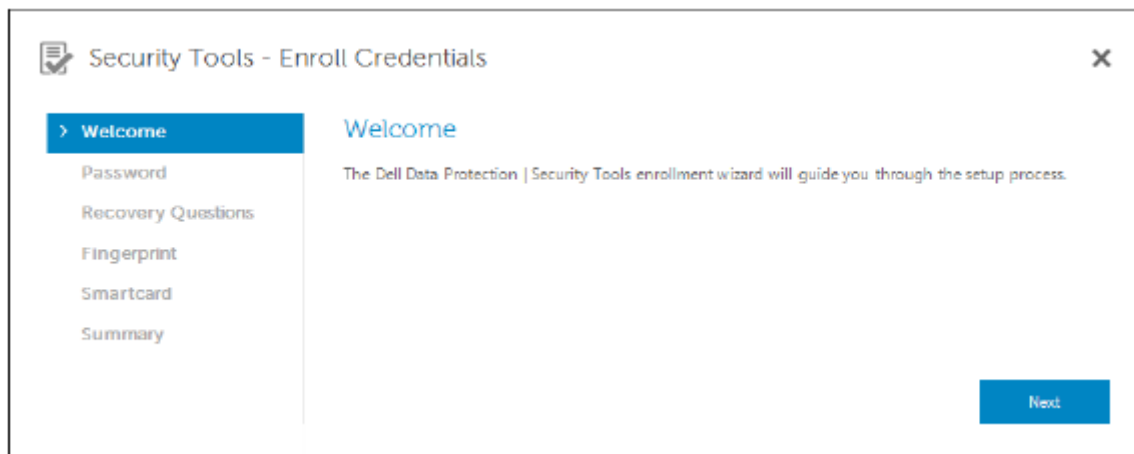 Security Tools - Enroll Credentials
Welcome
Password
Recovery Questions
Fingerprint
Smartcard
Summary
Welcome
The Dell Data Protection | Security Tools enrollment wizard will guide you through the setup process.
Next